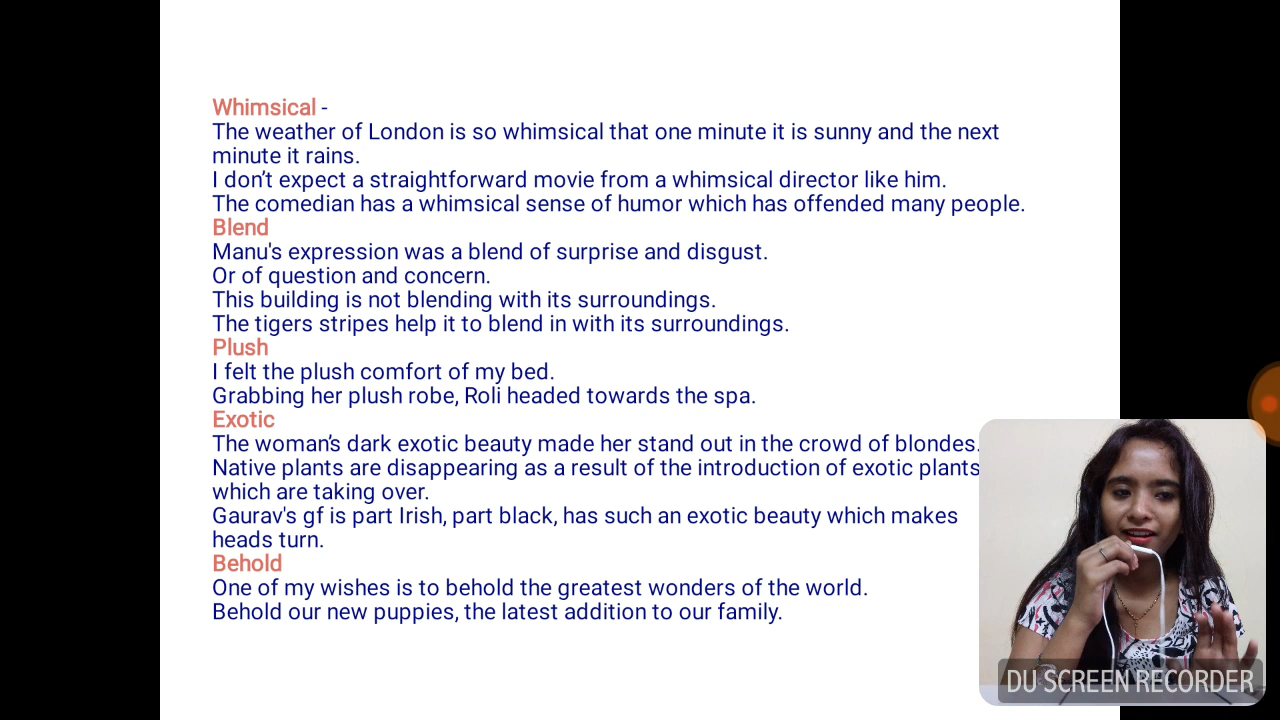 Whimsical -
The weather of London is so whimsical that one minute it is sunny and the next
minute it rains.
I don’t expect a straightforward movie from a whimsical director like him.
The comedian has a whimsical sense of humor which has offended many people.
Blend
Manu's expression was a blend of surprise and disgust.
Or of question and concern.
This building is not blending with its surroundings.
The tigers stripes help it to blend in with its surroundings.
Plush
I felt the plush comfort of my bed.
Grabbing her plush robe, Roli headed towards the spa.
Exotic
The woman’s dark exotic beauty made her stand out in the crowd of blondes.
Native plants are disappearing as a result of the introduction of exotic plants
which are taking over.
Gaurav's gf is part Irish, part black, has such an exotic beauty which makes
heads turn.
Behold
One of my wishes is to behold the greatest wonders of the world.
Behold our new puppies, the latest addition to our family.
DU SCREEN RECORDER